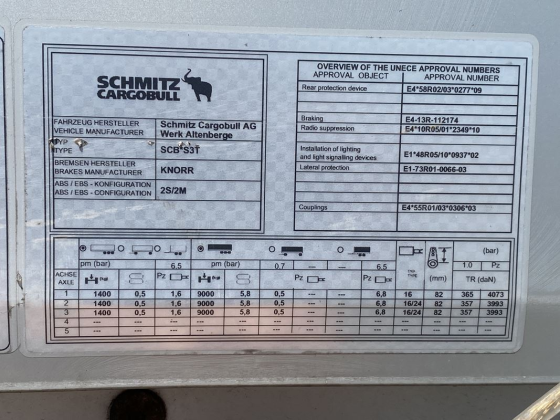 SCHMITZ
CARGOBULL
FAHRZEUG HERSTELLER
VEHICLE MANUFACTURER
Schmitz Cargobull AG
Werk Altenberge
TYP
TYPE
SCB*S3T
BREMSEN HERSTELLER
BRAKES MANUFACTURER
KNORR
ABS / EBS - KONFIGURATION
ABS / EBS - CONFIGURATION
2S/2M
OVERVIEW OF THE UNECE APPROVAL NUMBERS
APPROVAL OBJECT APPROVAL NUMBER
Rear protection device E4*58R02/03*0277*09
Braking E4-13R-112174
Radio suppression E4*10R05/01*2349*10
Installation of lighting
and light signalling devices E1*48R05/10*0937*02
Lateral protection E1-73R01-0066-03
Couplings E4*55R01/03*0306*03
(bar)
pm (bar) 6.5 pm (bar) 0.7 --- --- 6.5 (mm) 1.0 Pz
ACHSE
AXLE
Pz Pz TR (daN)
1 1400 0,5 1,6 9000 5,8 0,5 --- --- 6,8 16 82 365 4073
2 1400 0,5 1,6 9000 5,8 0,5 --- --- 6,8 16/24 82 357 3993
3 1400 0,5 1,6 9000 5,8 0,5 --- --- 6,8 16/24 82 357 3993
4 --- --- --- --- --- --- --- --- --- --- --- --- ---
5 --- --- --- --- --- --- --- --- --- --- --- --- ---